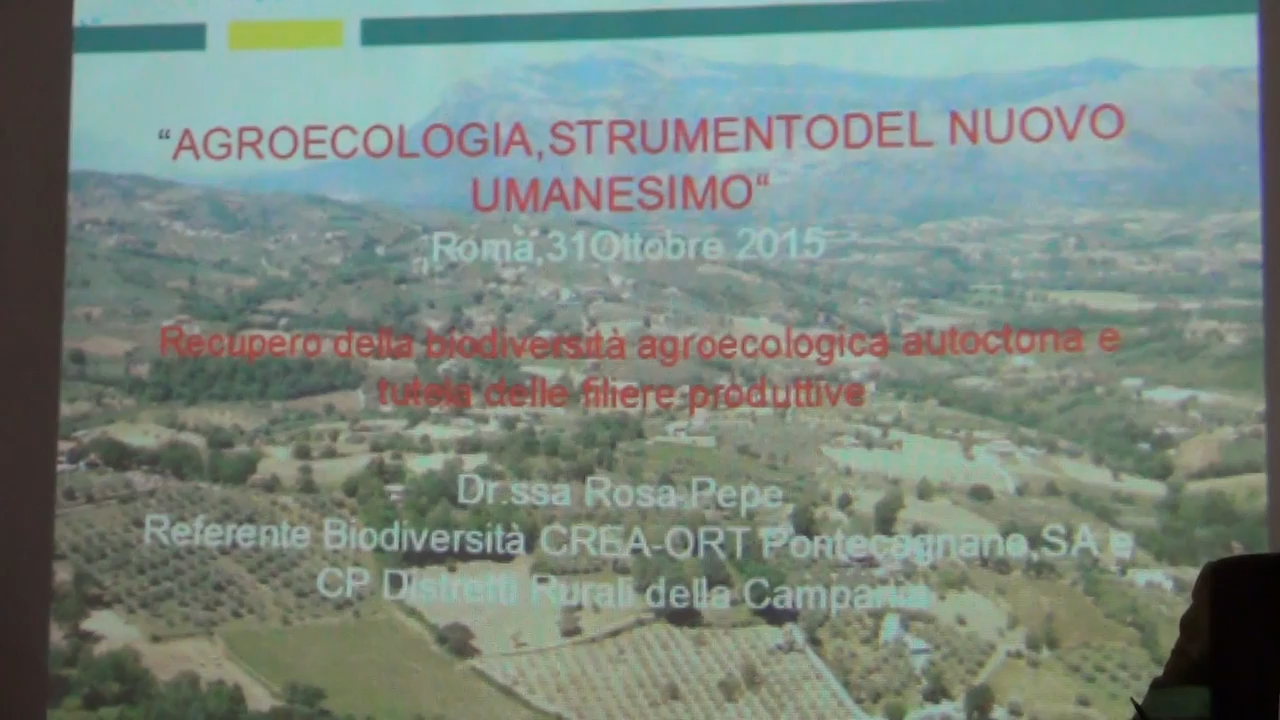 “AGROECOLOGIA,STRUMENTODEL NUOVO
UMANESIMO“
Roma,31Ottobre 2015
Recupero della biodiversità agroecologica autoctona e
tutela delle filiere produttive
Dr.ssa Rosa Pepe
Referente Biodiversità CREA-ORT Pontecagnano,SA e
CP Distretti Rurali della Campania